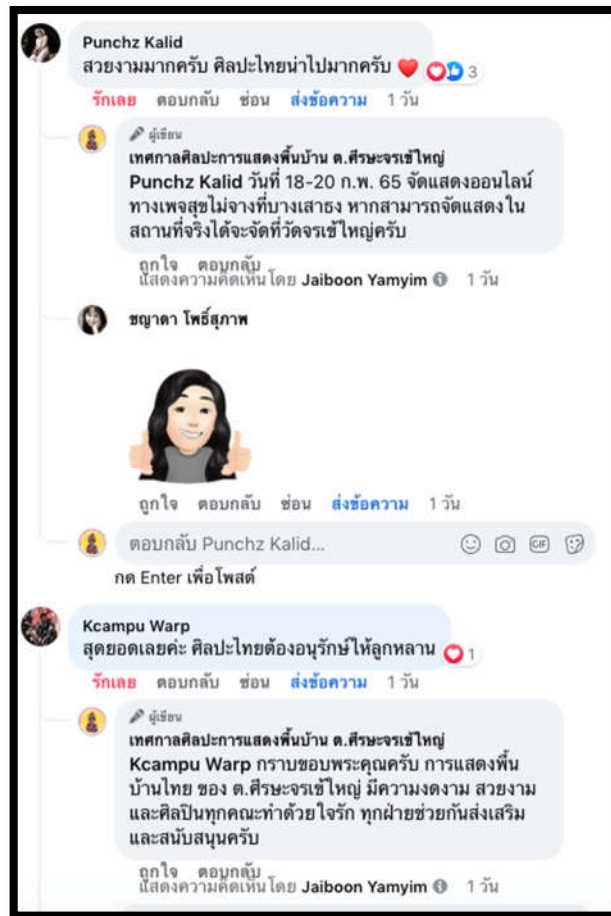 Punchz Kalid
สวยงามมากครับ ศิลปะไทยน่าไปมากครับ ❤️ 3
รักเลย ตอบกลับ ซ่อน ส่งข้อความ 1 วัน
ผู้เขียน
เทศกาลศิลปะการแสดงพื้นบ้าน ต.ศีรษะจรเข้ใหญ่
Punchz Kalid วันที่ 18-20 ก.พ. 65 จัดแสดงออนไลน์
ทางเพจสุขไม่จางที่บางเสาธง หากสามารถจัดแสดงใน
สถานที่จริงได้จะจัดที่วัดจรเข้ใหญ่ครับ
ถูกใจ ตอบกลับ
แสดงความคิดเห็นโดย Jaiboon Yamyim 1 วัน
ชญาดา โพธิ์สุภาพ
ถูกใจ ตอบกลับ ซ่อน ส่งข้อความ 1 วัน
ตอบกลับ Punchz Kalid...
GIF
กด Enter เพื่อโพสต์
Kcampu Warp
สุดยอดเลยค่ะ ศิลปะไทยต้องอนุรักษ์ให้ลูกหลาน 1
รักเลย ตอบกลับ ซ่อน ส่งข้อความ 1 วัน
ผู้เขียน
เทศกาลศิลปะการแสดงพื้นบ้าน ต.ศีรษะจรเข้ใหญ่
Kcampu Warp กราบขอบพระคุณครับ การแสดงพื้น
บ้านไทย ของ ต.ศีรษะจรเข้ใหญ่ มีความงดงาม สวยงาม
และศิลปินทุกคณะทำด้วยใจรัก ทุกฝ่ายช่วยกันส่งเสริม
และสนับสนุนครับ
ถูกใจ ตอบกลับ
แสดงความคิดเห็นโดย Jaiboon Yamyim 1 วัน